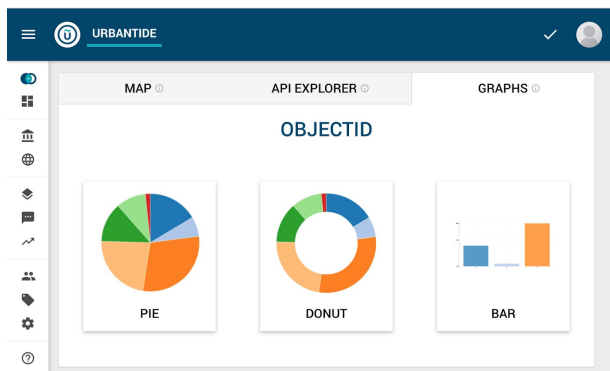 URBANTIDE
MAP
API EXPLORER
GRAPHS
OBJECTID
PIE
DONUT
BAR